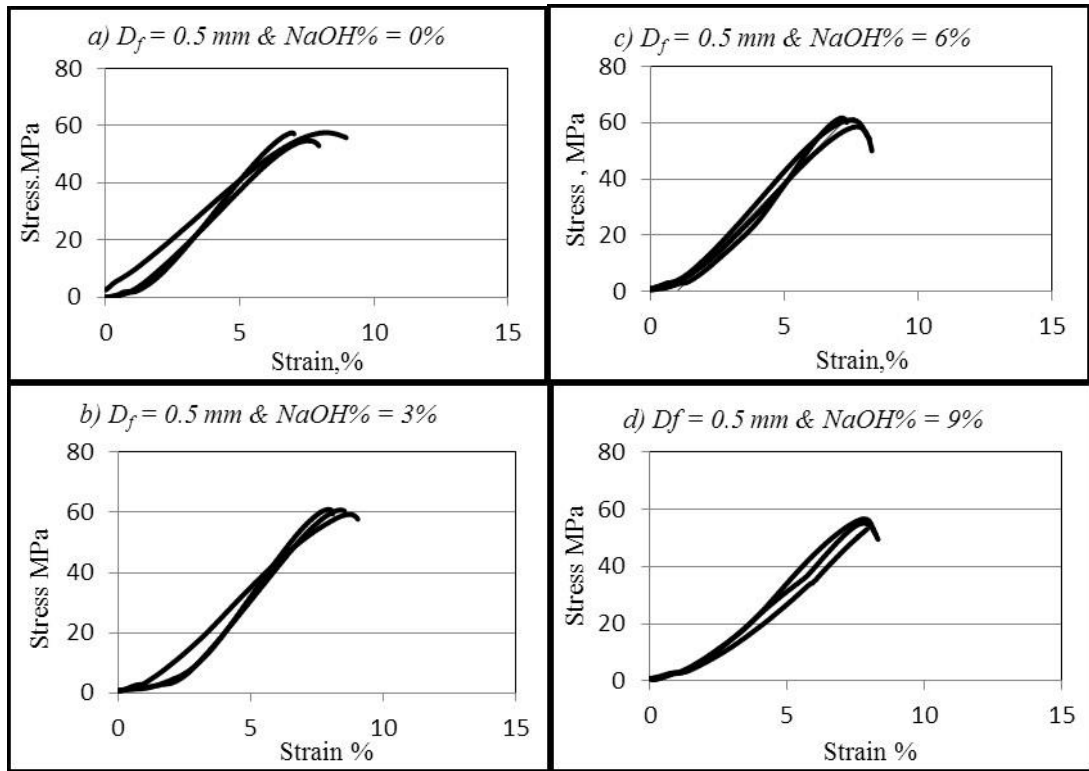 a) D_f = 0.5 mm & NaOH% = 0%
80
60
40
20
0
Stress.MPa
0 5 10 15
Strain,%
c) D_f = 0.5 mm & NaOH% = 6%
80
60
40
20
0
Stress , MPa
0 5 10 15
Strain,%
b) D_f = 0.5 mm & NaOH% = 3%
80
60
40
20
0
Stress MPa
0 5 10 15
Strain %
d) Df = 0.5 mm & NaOH% = 9%
80
60
40
20
0
Stress MPa
0 5 10 15
Strain %